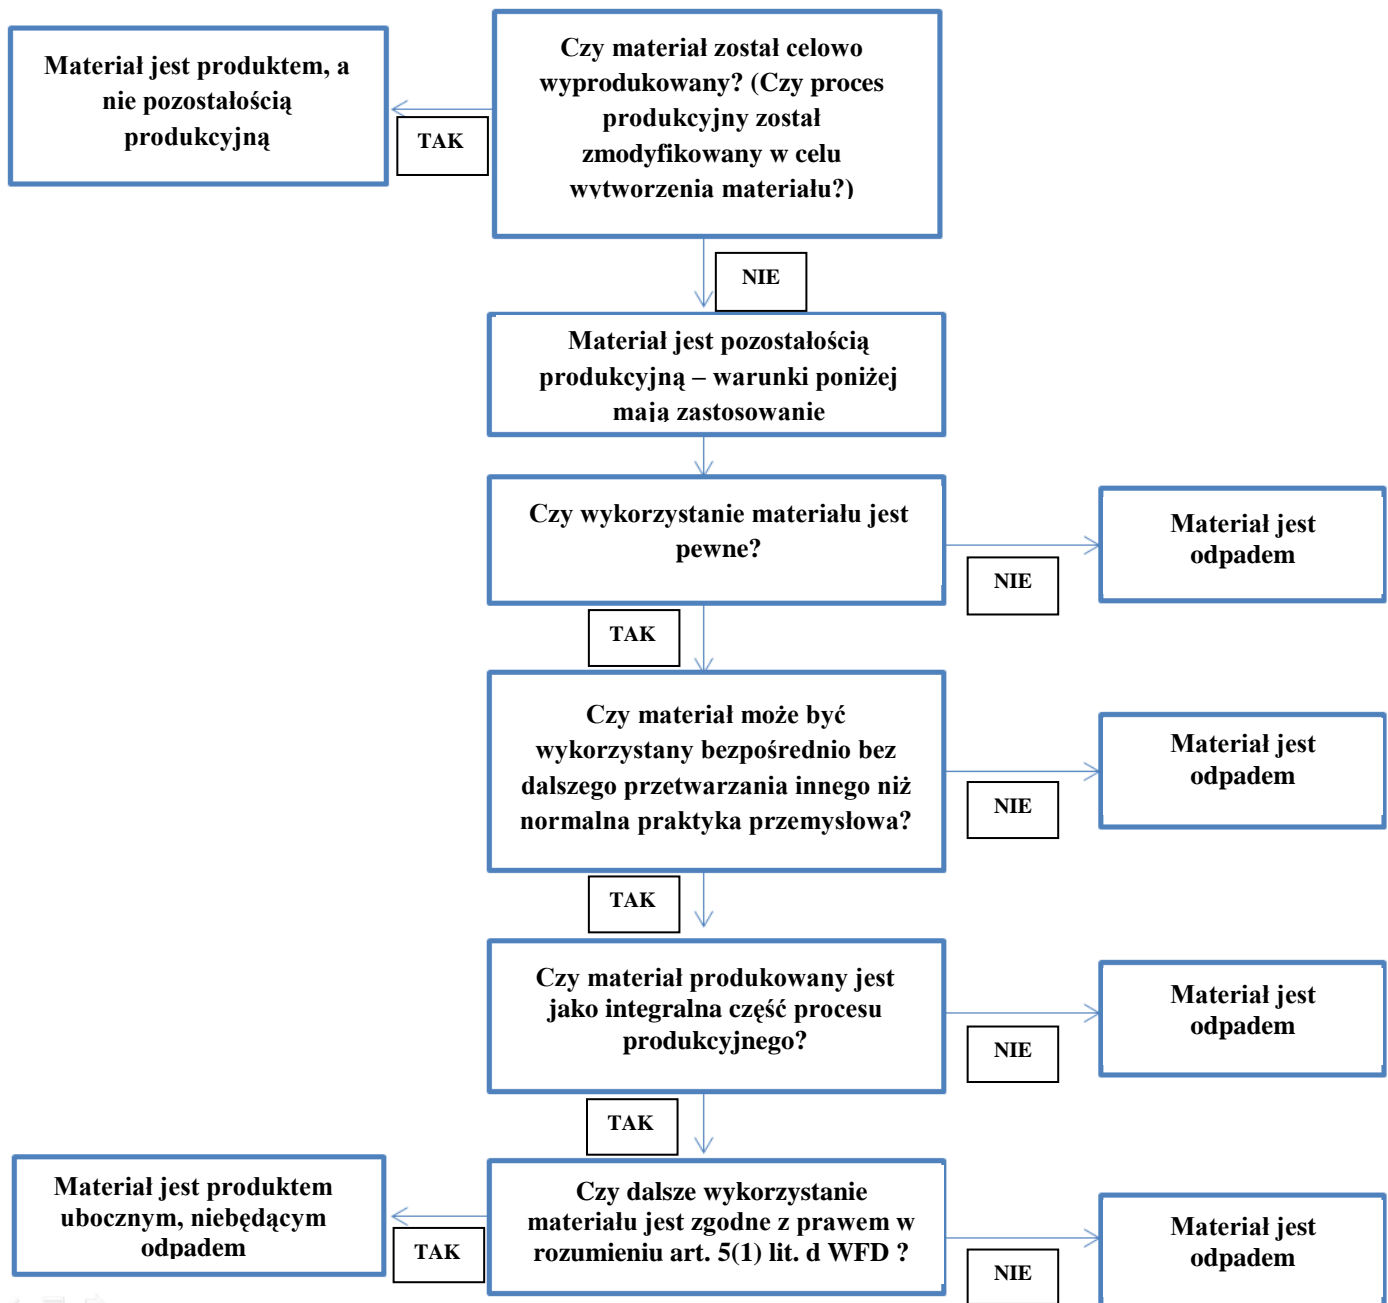 Materiał jest produktem, a
nie pozostałością
produkcyjną
TAK
Czy materiał został celowo
wyprodukowany? (Czy proces
produkcyjny został
zmodyfikowany w celu
wytworzenia materiału?)
NIE
Materiał jest pozostałością
produkcyjną – warunki poniżej
mają zastosowanie
Czy wykorzystanie materiału jest
pewne?
NIE
Materiał jest
odpadem
TAK
Czy materiał może być
wykorzystany bezpośrednio bez
dalszego przetwarzania innego niż
normalna praktyka przemysłowa?
NIE
Materiał jest
odpadem
TAK
Czy materiał produkowany jest
jako integralna część procesu
produkcyjnego?
NIE
Materiał jest
odpadem
TAK
Czy dalsze wykorzystanie
materiału jest zgodne z prawem w
rozumieniu art. 5(1) lit. d WFD ?
TAK
Materiał jest produktem
ubocznym, niebędącym
odpadem
NIE
Materiał jest
odpadem